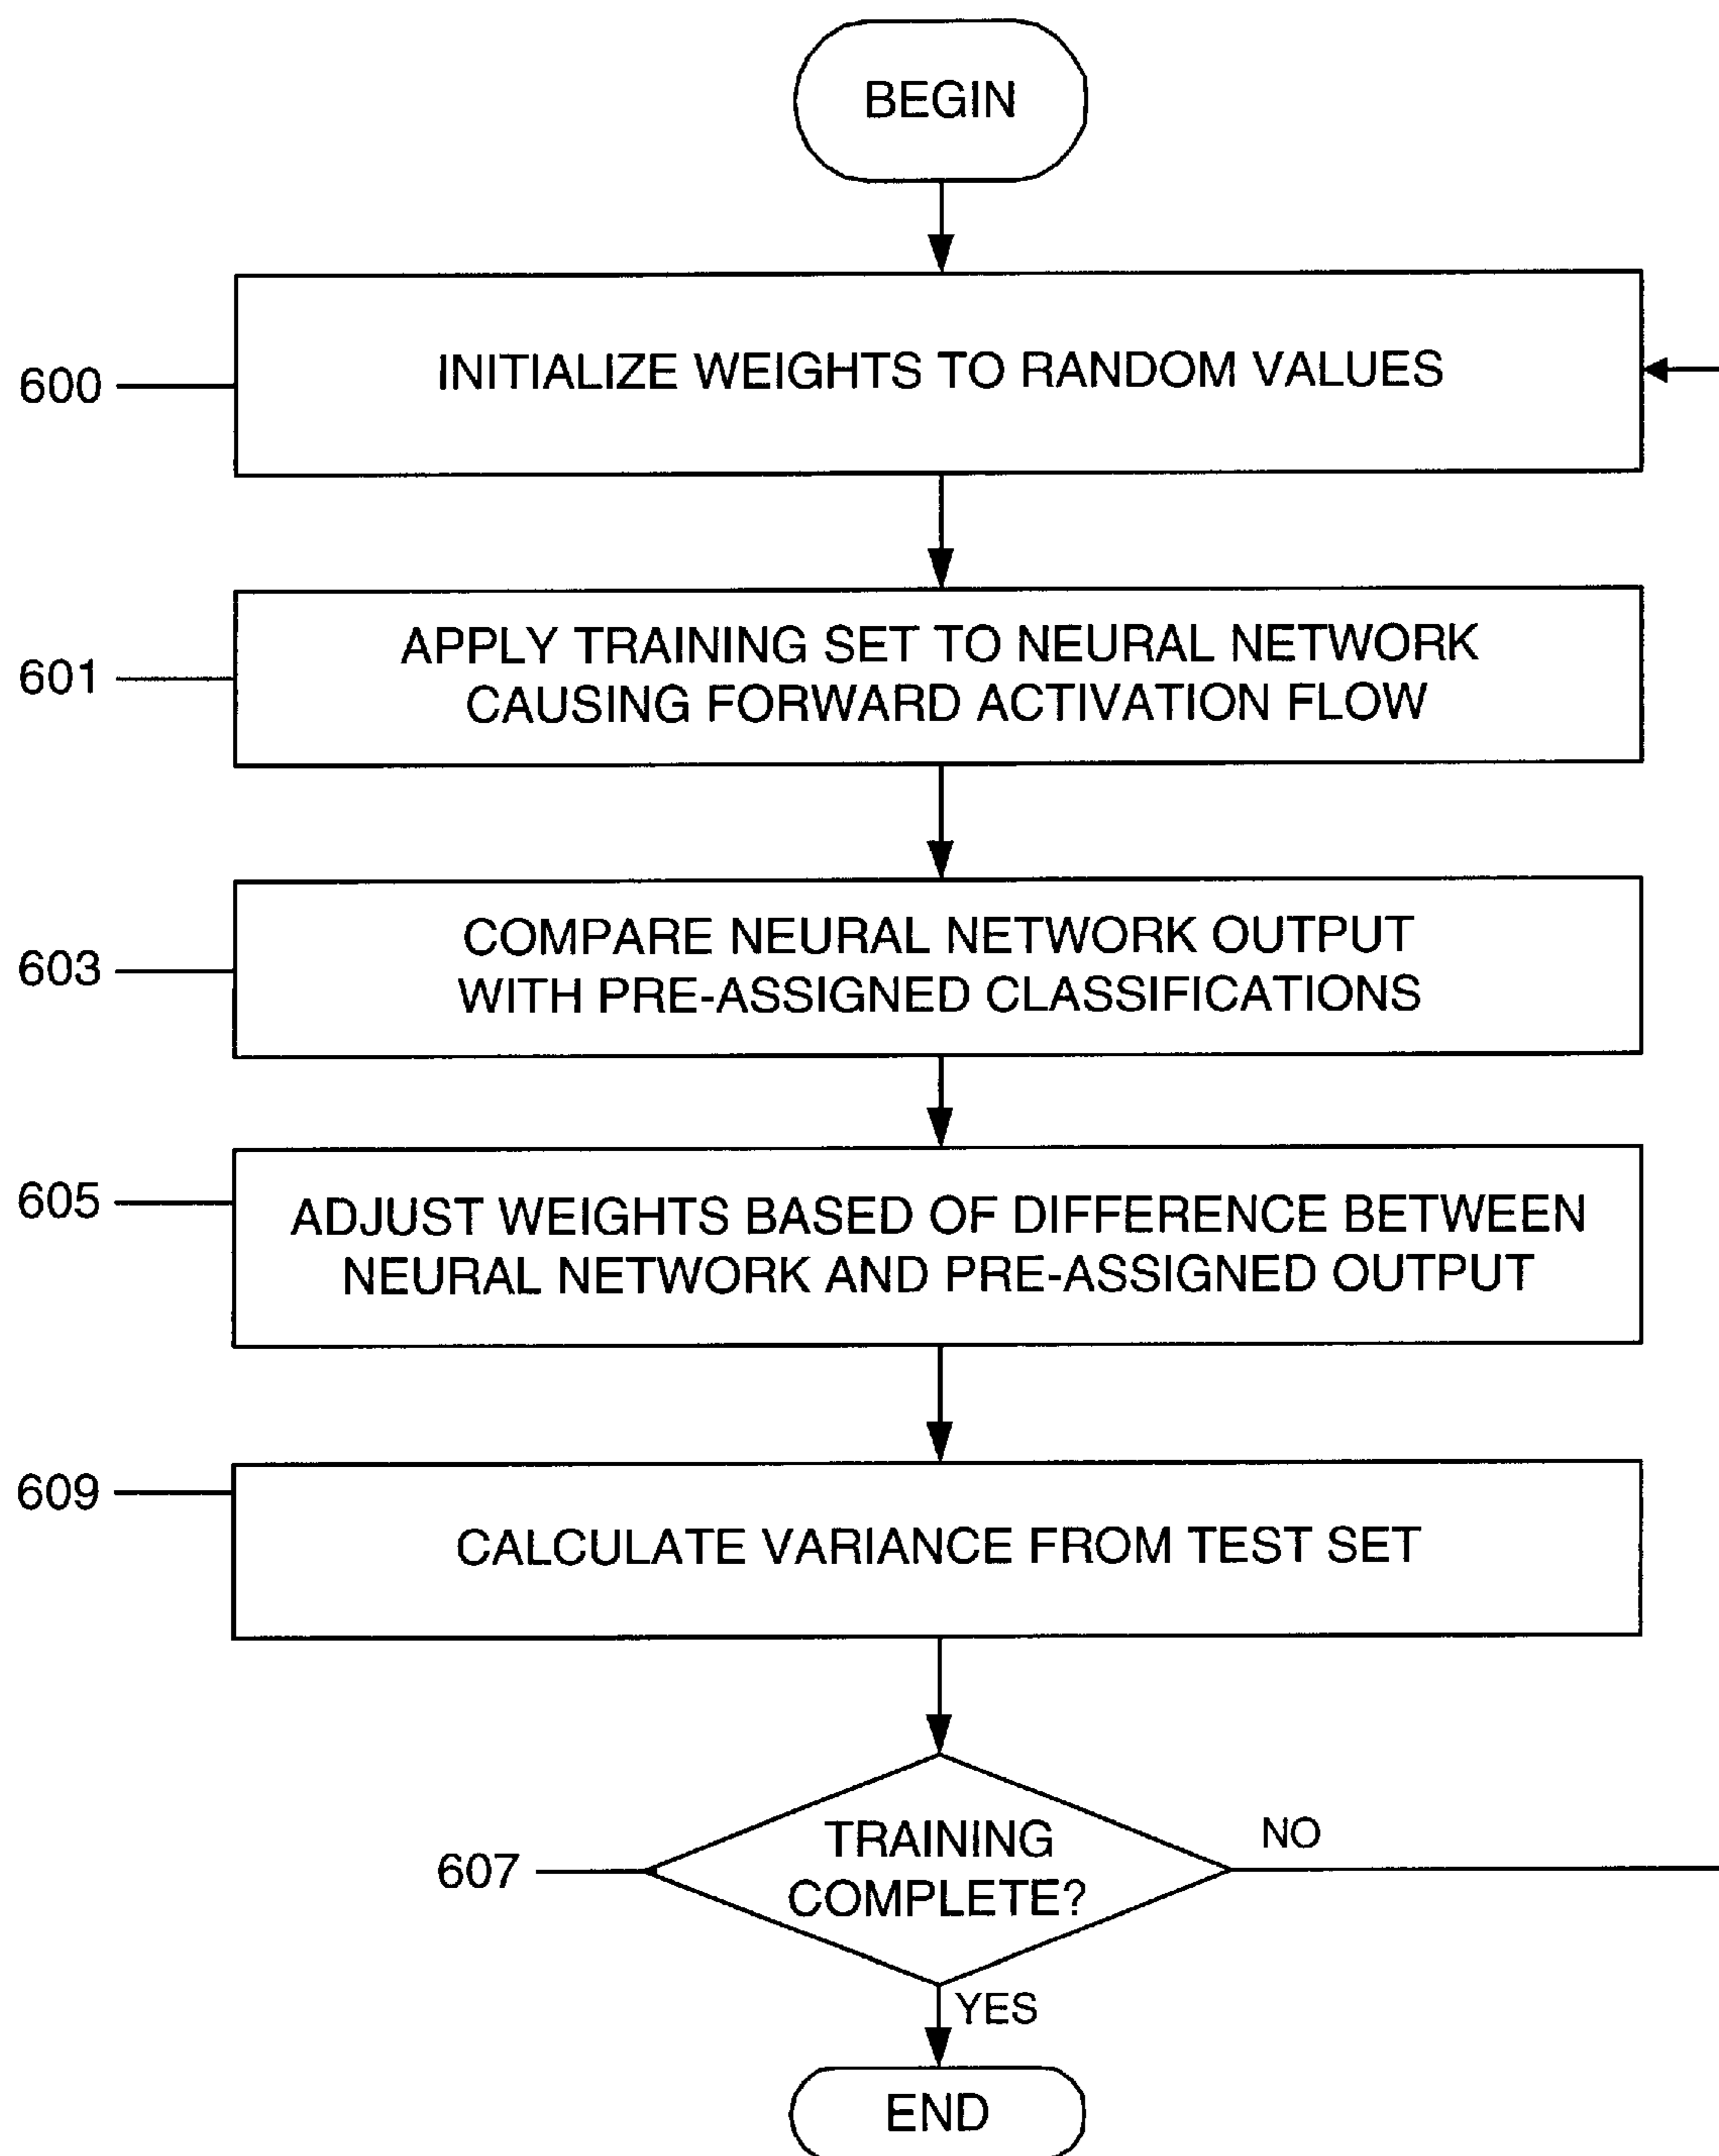 BEGIN
600
INITIALIZE WEIGHTS TO RANDOM VALUES
601
APPLY TRAINING SET TO NEURAL NETWORK
CAUSING FORWARD ACTIVATION FLOW
603
COMPARE NEURAL NETWORK OUTPUT
WITH PRE-ASSIGNED CLASSIFICATIONS
605
ADJUST WEIGHTS BASED OF DIFFERENCE BETWEEN
NEURAL NETWORK AND PRE-ASSIGNED OUTPUT
609
CALCULATE VARIANCE FROM TEST SET
607
TRAINING
COMPLETE?
NO
YES
END